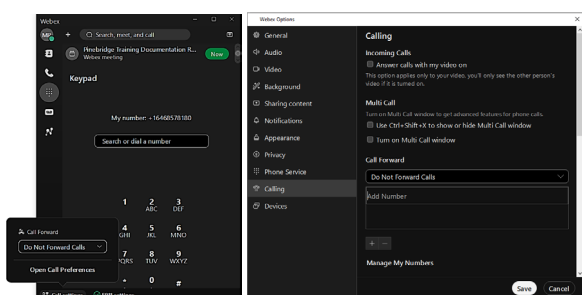 Webex
MP
Search, meet, and call
Pinebridge Training Documentation R...
Webex meeting
Now
Keypad
My number: +16468578180
Search or dial a number
1
2
ABC
3
DEF
4
GHI
5
JKL
6
MNO
7
PQRS
8
TUV
9
WXYZ
*
0
#
Call Forward
Do Not Forward Calls
Open Call Preferences
Call settings
Webex Options
General
Audio
Video
Background
Sharing content
Notifications
Appearance
Privacy
Phone Service
Calling
Devices
Calling
Incoming Calls
Answer calls with my video on
This option applies only to your video, you'll only see the other person's
video if it is turned on.
Multi Call
Turn on Multi Call window to get advanced features for phone calls.
Use Ctrl+Shift+X to show or hide Multi Call window
Turn on Multi Call window
Call Forward
Do Not Forward Calls
Add Number
+ −
Manage My Numbers
Save
Cancel